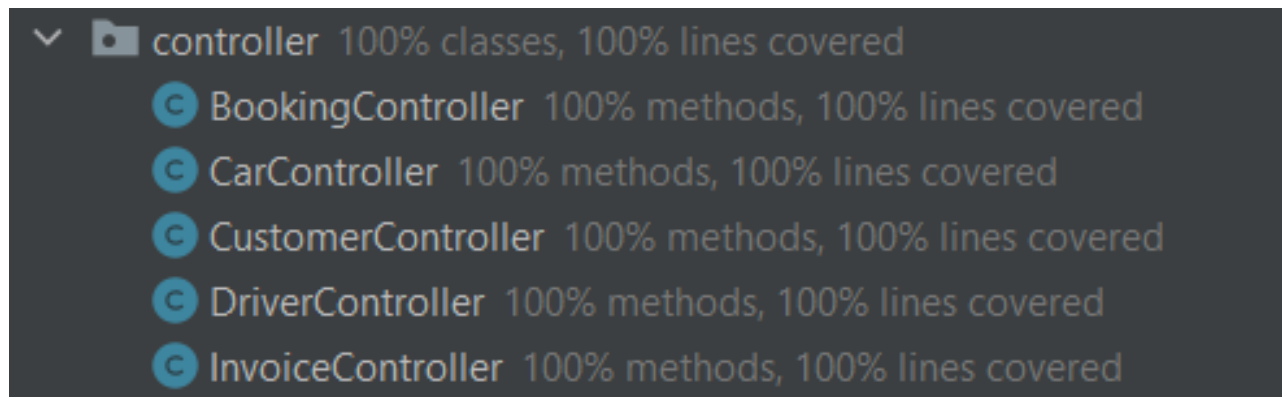 controller 100% classes, 100% lines covered
C BookingController 100% methods, 100% lines covered
C CarController 100% methods, 100% lines covered
C CustomerController 100% methods, 100% lines covered
C DriverController 100% methods, 100% lines covered
C InvoiceController 100% methods, 100% lines covered